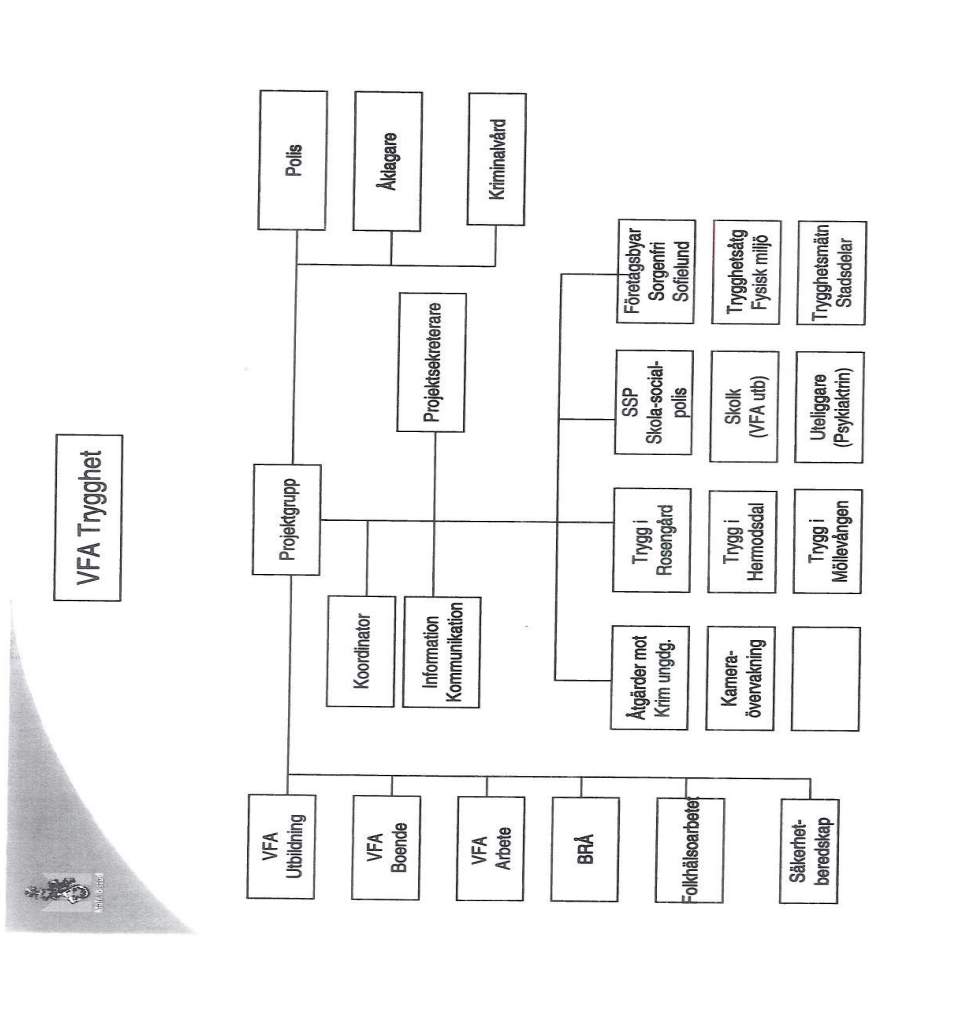 VFA Trygghet
VFA
Utbildning
Projektgrupp
Polis
VFA
Boende
Koordinator
Åklagare
Information
Kommunikation
Projektsekreterare
VFA
Arbete
Kriminalvård
BRÅ
Folkhälsoarbetet
Säkerhet-
beredskap
Åtgärder mot
Krim ungdg.
Trygg i
Rosengård
SSP
Skola-social-
polis
Företagsbyar
Sorgenfri
Sofielund
Kamera-
övervakning
Trygg i
Hermodsdal
Skolk
(VFA utb)
Trygghetsåtg
Fysisk miljö
Trygg i
Möllevången
Uteliggare
(Psykiaktrin)
Trygghetsmätn
Stadsdelar